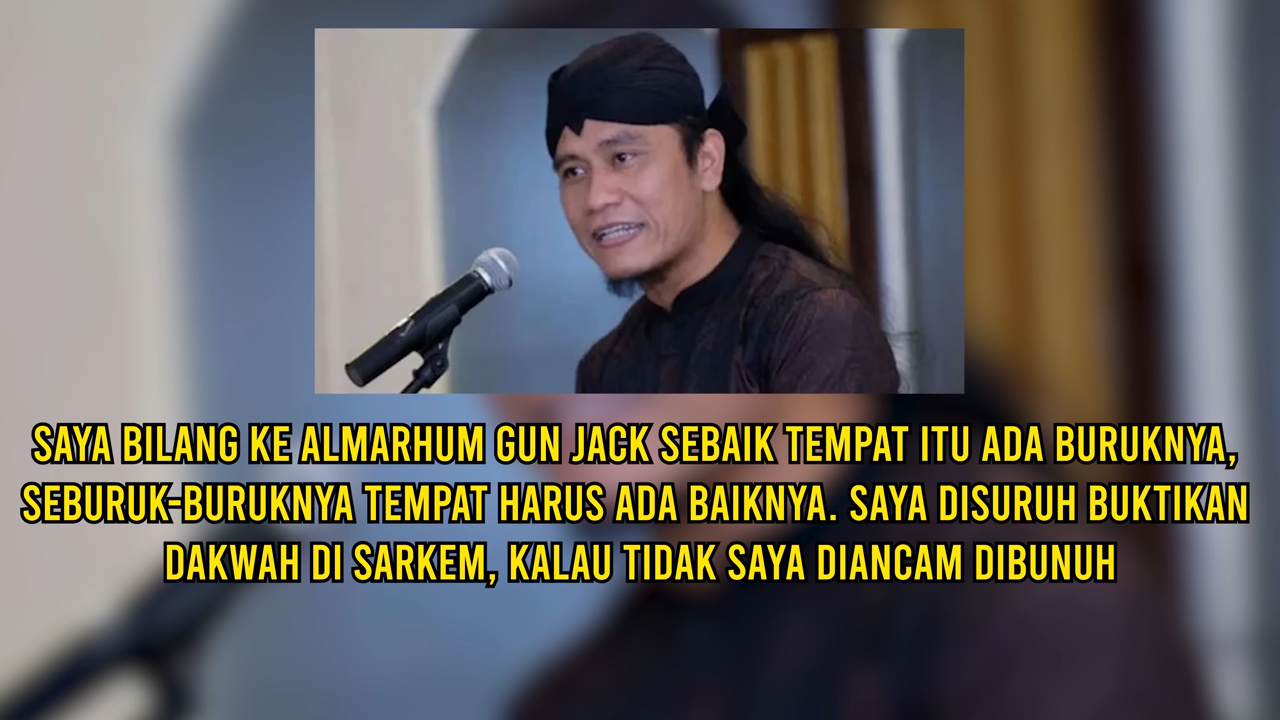 SAYA BILANG KE ALMARHUM GUN JACK SEBAIK TEMPAT ITU ADA BURUKNYA,
SEBURUK-BURUKNYA TEMPAT HARUS ADA BAIKNYA. SAYA DISURUH BUKTIKAN
DAKWAH DI SARKEM, KALAU TIDAK SAYA DIANCAM DIBUNUH